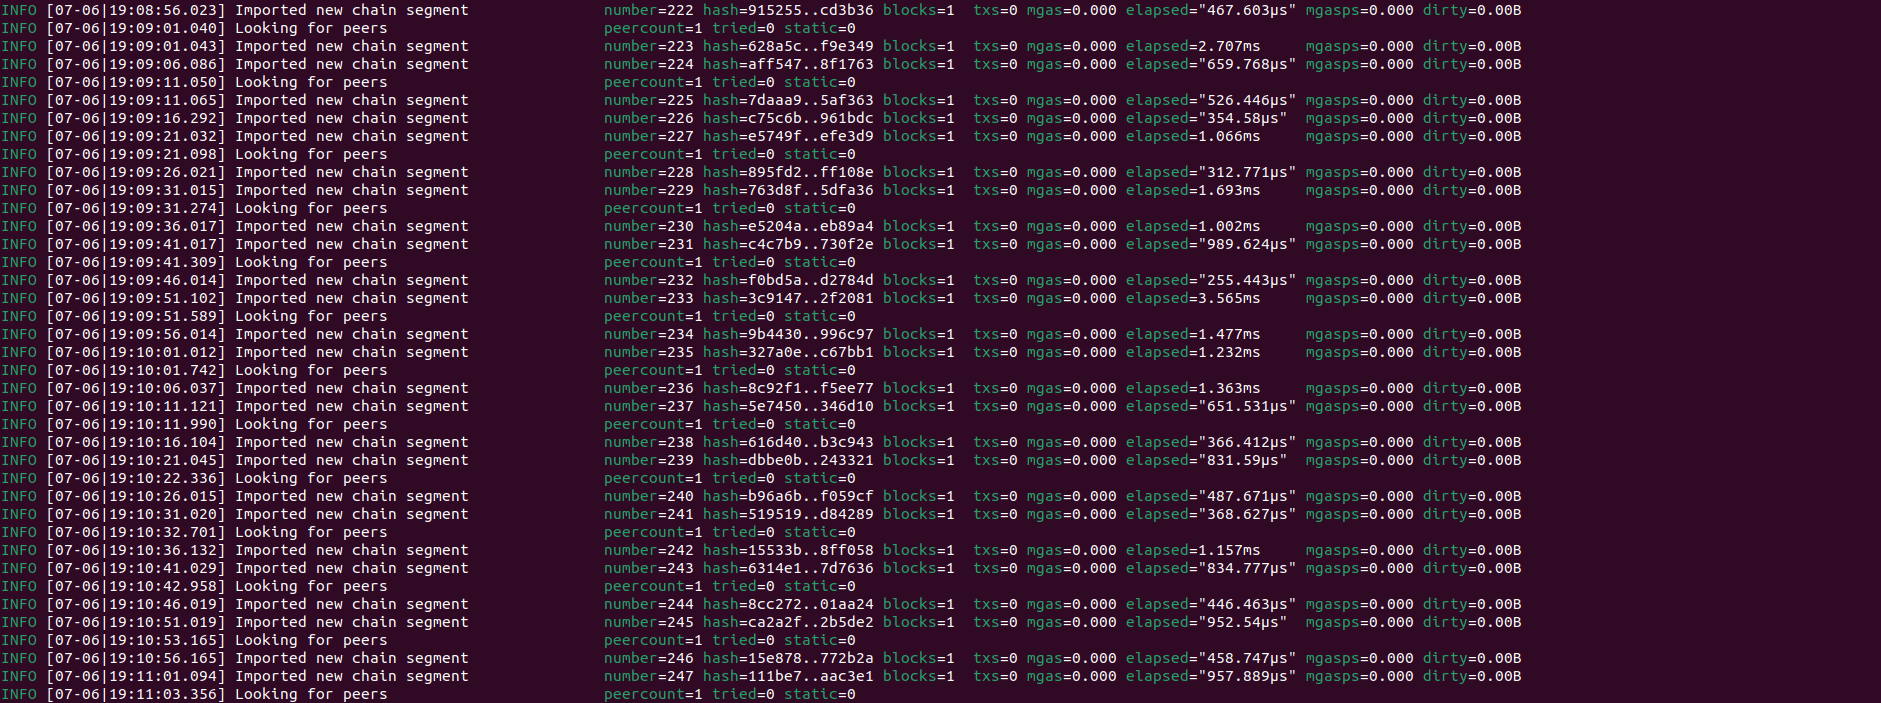 INFO [07-06|19:08:56.023] Imported new chain segment number=222 hash=915255..cd3b36 blocks=1 txs=0 mgas=0.000 elapsed="467.603µs" mgasps=0.000 dirty=0.00B
INFO [07-06|19:09:01.040] Looking for peers peercount=1 tried=0 static=0
INFO [07-06|19:09:01.043] Imported new chain segment number=223 hash=628a5c..f9e349 blocks=1 txs=0 mgas=0.000 elapsed=2.707ms mgasps=0.000 dirty=0.00B
INFO [07-06|19:09:06.086] Imported new chain segment number=224 hash=aff547..8f1763 blocks=1 txs=0 mgas=0.000 elapsed="659.768µs" mgasps=0.000 dirty=0.00B
INFO [07-06|19:09:11.050] Looking for peers peercount=1 tried=0 static=0
INFO [07-06|19:09:11.065] Imported new chain segment number=225 hash=7daaa9..5af363 blocks=1 txs=0 mgas=0.000 elapsed="526.446µs" mgasps=0.000 dirty=0.00B
INFO [07-06|19:09:16.292] Imported new chain segment number=226 hash=c75c6b..961bdc blocks=1 txs=0 mgas=0.000 elapsed="354.58µs" mgasps=0.000 dirty=0.00B
INFO [07-06|19:09:21.032] Imported new chain segment number=227 hash=e5749f..efe3d9 blocks=1 txs=0 mgas=0.000 elapsed=1.066ms mgasps=0.000 dirty=0.00B
INFO [07-06|19:09:21.098] Looking for peers peercount=1 tried=0 static=0
INFO [07-06|19:09:26.021] Imported new chain segment number=228 hash=895fd2..ff108e blocks=1 txs=0 mgas=0.000 elapsed="312.771µs" mgasps=0.000 dirty=0.00B
INFO [07-06|19:09:31.015] Imported new chain segment number=229 hash=763d8f..5dfa36 blocks=1 txs=0 mgas=0.000 elapsed=1.693ms mgasps=0.000 dirty=0.00B
INFO [07-06|19:09:31.274] Looking for peers peercount=1 tried=0 static=0
INFO [07-06|19:09:36.017] Imported new chain segment number=230 hash=e5204a..eb89a4 blocks=1 txs=0 mgas=0.000 elapsed=1.002ms mgasps=0.000 dirty=0.00B
INFO [07-06|19:09:41.017] Imported new chain segment number=231 hash=c4c7b9..730f2e blocks=1 txs=0 mgas=0.000 elapsed="989.624µs" mgasps=0.000 dirty=0.00B
INFO [07-06|19:09:41.309] Looking for peers peercount=1 tried=0 static=0
INFO [07-06|19:09:46.014] Imported new chain segment number=232 hash=f0bd5a..d2784d blocks=1 txs=0 mgas=0.000 elapsed="255.443µs" mgasps=0.000 dirty=0.00B
INFO [07-06|19:09:51.102] Imported new chain segment number=233 hash=3c9147..2f2081 blocks=1 txs=0 mgas=0.000 elapsed=3.565ms mgasps=0.000 dirty=0.00B
INFO [07-06|19:09:51.589] Looking for peers peercount=1 tried=0 static=0
INFO [07-06|19:09:56.014] Imported new chain segment number=234 hash=9b4430..996c97 blocks=1 txs=0 mgas=0.000 elapsed=1.477ms mgasps=0.000 dirty=0.00B
INFO [07-06|19:10:01.012] Imported new chain segment number=235 hash=327a0e..c67bb1 blocks=1 txs=0 mgas=0.000 elapsed=1.232ms mgasps=0.000 dirty=0.00B
INFO [07-06|19:10:01.742] Looking for peers peercount=1 tried=0 static=0
INFO [07-06|19:10:06.037] Imported new chain segment number=236 hash=8c92f1..f5ee77 blocks=1 txs=0 mgas=0.000 elapsed=1.363ms mgasps=0.000 dirty=0.00B
INFO [07-06|19:10:11.121] Imported new chain segment number=237 hash=5e7450..346d10 blocks=1 txs=0 mgas=0.000 elapsed="651.531µs" mgasps=0.000 dirty=0.00B
INFO [07-06|19:10:11.990] Looking for peers peercount=1 tried=0 static=0
INFO [07-06|19:10:16.104] Imported new chain segment number=238 hash=616d40..b3c943 blocks=1 txs=0 mgas=0.000 elapsed="366.412µs" mgasps=0.000 dirty=0.00B
INFO [07-06|19:10:21.045] Imported new chain segment number=239 hash=dbbe0b..243321 blocks=1 txs=0 mgas=0.000 elapsed="831.59µs" mgasps=0.000 dirty=0.00B
INFO [07-06|19:10:22.336] Looking for peers peercount=1 tried=0 static=0
INFO [07-06|19:10:26.015] Imported new chain segment number=240 hash=b96a6b..f059cf blocks=1 txs=0 mgas=0.000 elapsed="487.671µs" mgasps=0.000 dirty=0.00B
INFO [07-06|19:10:31.020] Imported new chain segment number=241 hash=519519..d84289 blocks=1 txs=0 mgas=0.000 elapsed="368.627µs" mgasps=0.000 dirty=0.00B
INFO [07-06|19:10:32.701] Looking for peers peercount=1 tried=0 static=0
INFO [07-06|19:10:36.132] Imported new chain segment number=242 hash=15533b..8ff058 blocks=1 txs=0 mgas=0.000 elapsed=1.157ms mgasps=0.000 dirty=0.00B
INFO [07-06|19:10:41.029] Imported new chain segment number=243 hash=6314e1..7d7636 blocks=1 txs=0 mgas=0.000 elapsed="834.777µs" mgasps=0.000 dirty=0.00B
INFO [07-06|19:10:42.958] Looking for peers peercount=1 tried=0 static=0
INFO [07-06|19:10:46.019] Imported new chain segment number=244 hash=8cc272..01aa24 blocks=1 txs=0 mgas=0.000 elapsed="446.463µs" mgasps=0.000 dirty=0.00B
INFO [07-06|19:10:51.019] Imported new chain segment number=245 hash=ca2a2f..2b5de2 blocks=1 txs=0 mgas=0.000 elapsed="952.54µs" mgasps=0.000 dirty=0.00B
INFO [07-06|19:10:53.165] Looking for peers peercount=1 tried=0 static=0
INFO [07-06|19:10:56.165] Imported new chain segment number=246 hash=15e878..772b2a blocks=1 txs=0 mgas=0.000 elapsed="458.747µs" mgasps=0.000 dirty=0.00B
INFO [07-06|19:11:01.094] Imported new chain segment number=247 hash=111be7..aac3e1 blocks=1 txs=0 mgas=0.000 elapsed="957.889µs" mgasps=0.000 dirty=0.00B
INFO [07-06|19:11:03.356] Looking for peers peercount=1 tried=0 static=0